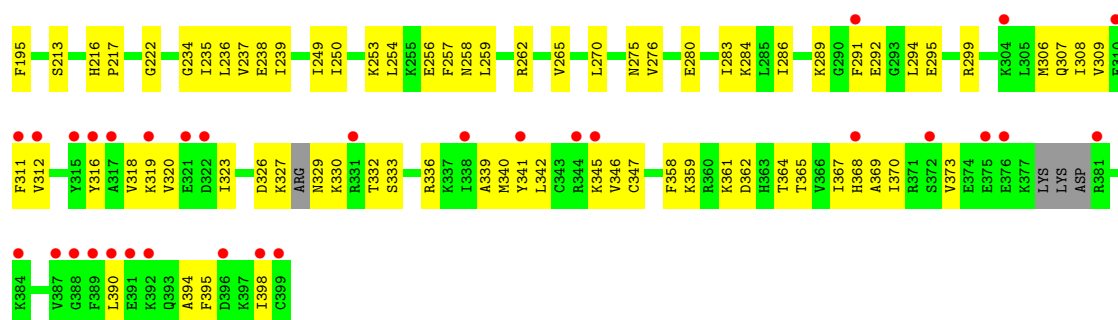 F195 S213 H216 P217 G222 G234 I235 L236 V237 E238 I239 I249 I250 K253 L254 K255 E256 F257 N258 L259 R262 V265 L270 N275 V276 E280 I283 K284 L285 I286 K289 G290 F291 E292 G293 L294 E295 R299 K304 L305 M306 Q307 I308 V309
F311 V312 Y315 Y316 A317 V318 K319 V320 E321 D322 I323 D326 K327 ARG N329 K330 R331 T332 S333 R336 K337 I338 A339 M340 Y341 L342 C343 R344 K345 V346 C347 F358 K359 R360 K361 D362 H363 T364 T365 V366 I367 H368 A369 I370 R371 S372 V373 E374 E375 E376 K377 LYS LYS ASP R381
K384 V387 G388 F389 L390 E391 K392 Q393 A394 F395 D396 K397 I398 C399